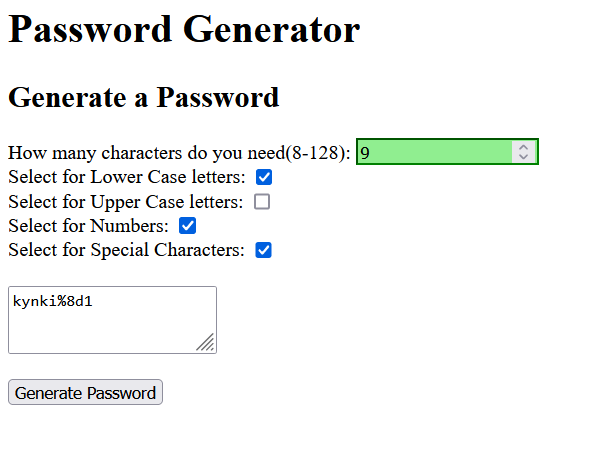 Password Generator
Generate a Password
How many characters do you need(8-128): 9
Select for Lower Case letters:
Select for Upper Case letters:
Select for Numbers:
Select for Special Characters:
kynki%8d1
Generate Password